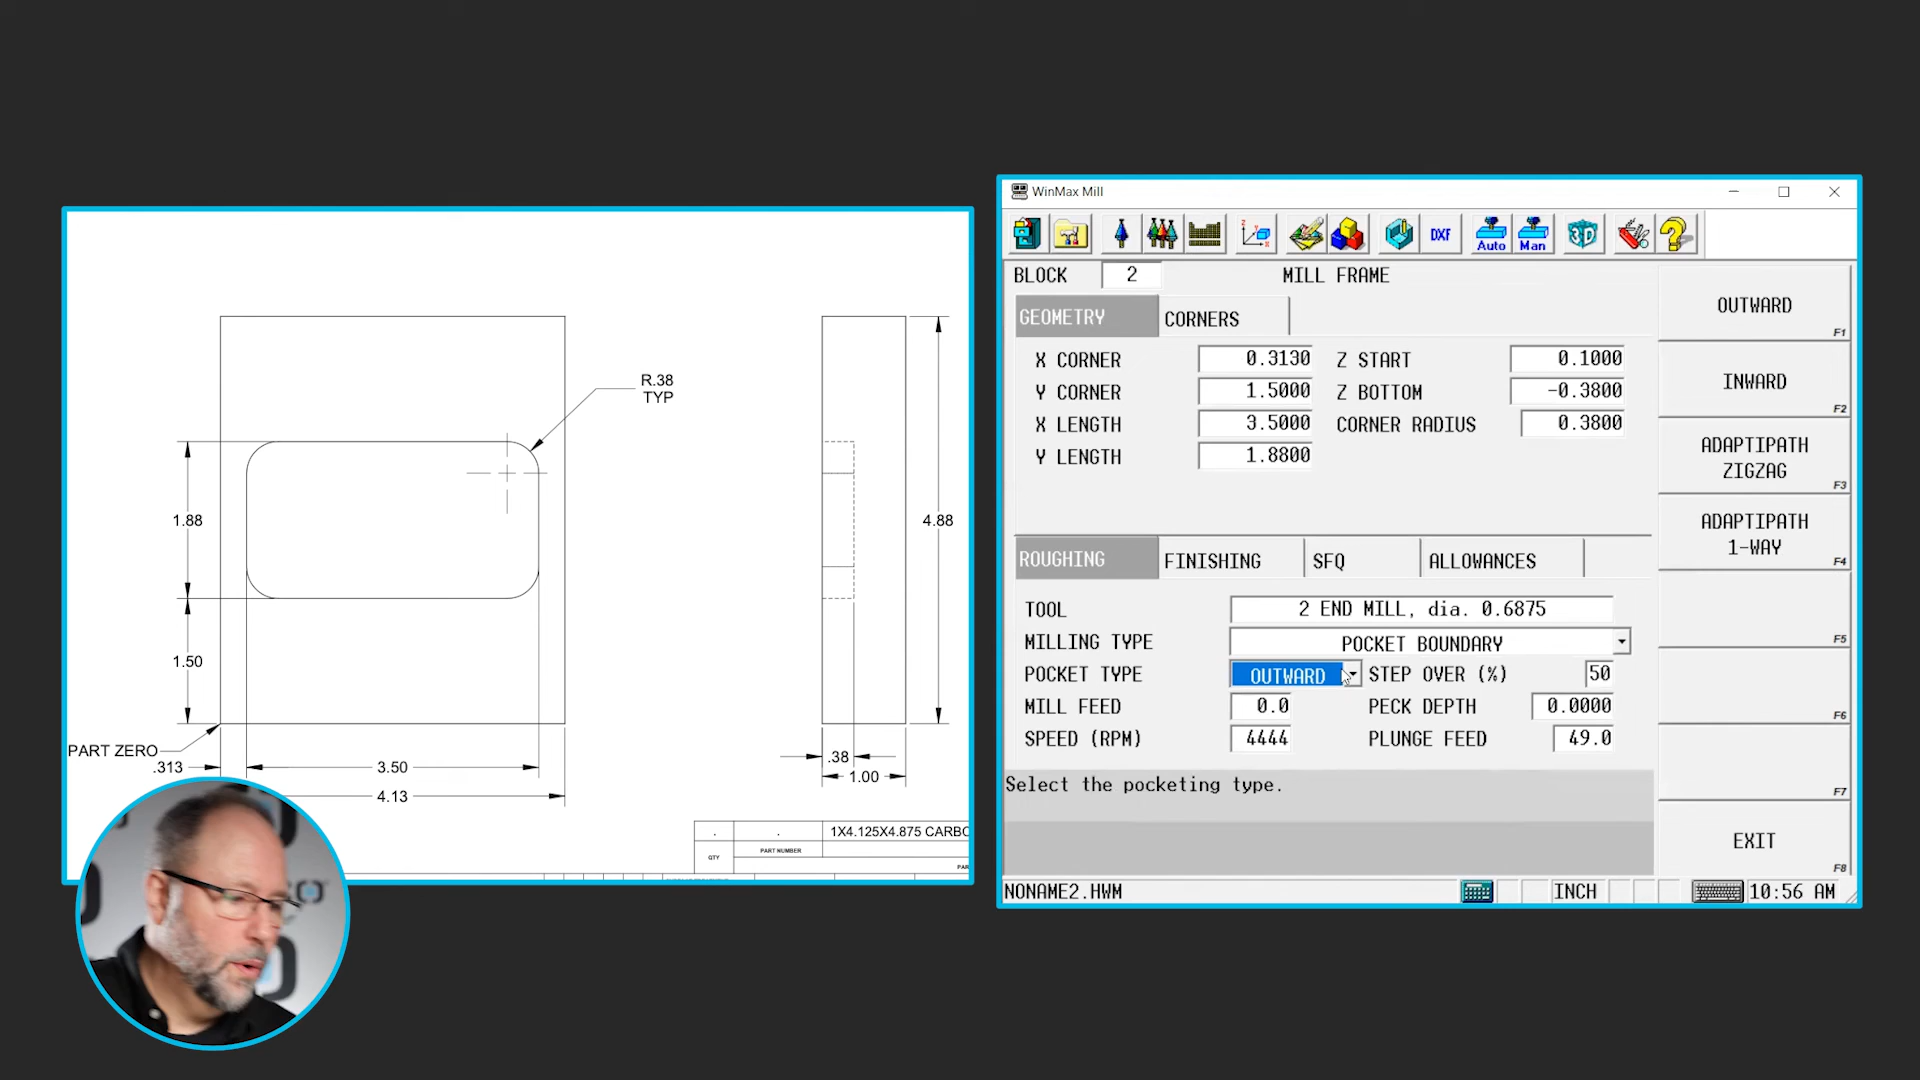 R.38
TYP
1.88
1.50
PART ZERO
.313
3.50
4.13
4.88
.38
1.00
.
.
1X4.125X4.875 CARBO
QTY
PART NUMBER
PAR
WinMax Mill
DXF
Auto
Man
3D
BLOCK 2 MILL FRAME
GEOMETRY CORNERS
X CORNER 0.3130 Z START 0.1000
Y CORNER 1.5000 Z BOTTOM -0.3800
X LENGTH 3.5000 CORNER RADIUS 0.3800
Y LENGTH 1.8800
ROUGHING FINISHING SFQ ALLOWANCES
TOOL 2 END MILL, dia. 0.6875
MILLING TYPE POCKET BOUNDARY
POCKET TYPE OUTWARD STEP OVER (%) 50
MILL FEED 0.0 PECK DEPTH 0.0000
SPEED (RPM) 4444 PLUNGE FEED 49.0
Select the pocketing type.
OUTWARD
F1
INWARD
F2
ADAPTIPATH
ZIGZAG
F3
ADAPTIPATH
1-WAY
F4
F5
F6
F7
EXIT
F8
NONAME2.HWM INCH 10:56 AM